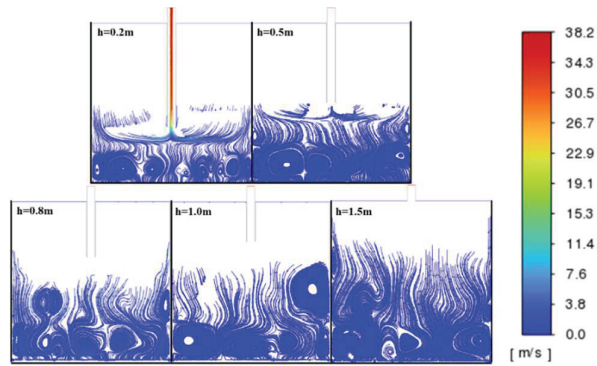 h=0.2m
h=0.5m
h=0.8m
h=1.0m
h=1.5m
38.2
34.3
30.5
26.7
22.9
19.1
15.3
11.4
7.6
3.8
0.0
[ m/s ]